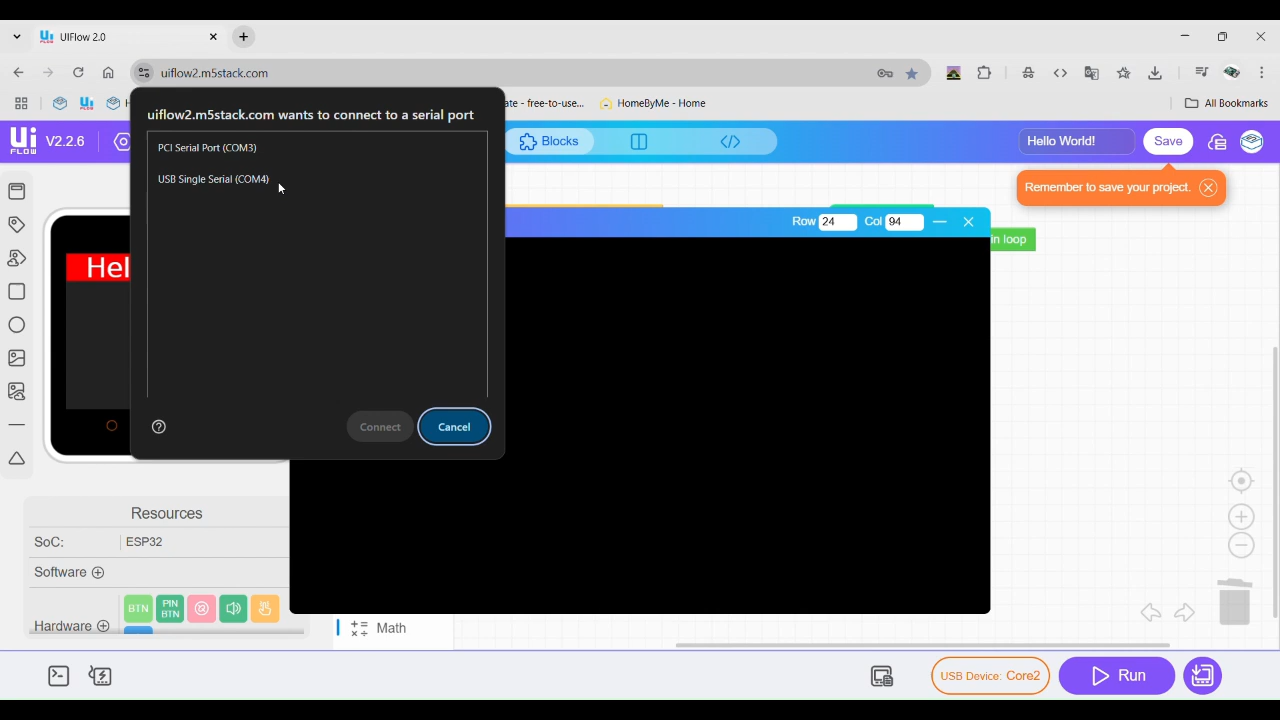 UIFlow 2.0
uiflow2.m5stack.com
ate - free-to-use...
HomeByMe - Home
All Bookmarks
uiflow2.m5stack.com wants to connect to a serial port
PCI Serial Port (COM3)
USB Single Serial (COM4)
Connect
Cancel
Ui
FLOW
V2.2.6
Blocks
Hello World!
Save
Remember to save your project.
Row 24 Col 94
in loop
Hel
Resources
SoC: ESP32
Software
Hardware
BTN
PIN
BTN
Math
USB Device: Core2
Run